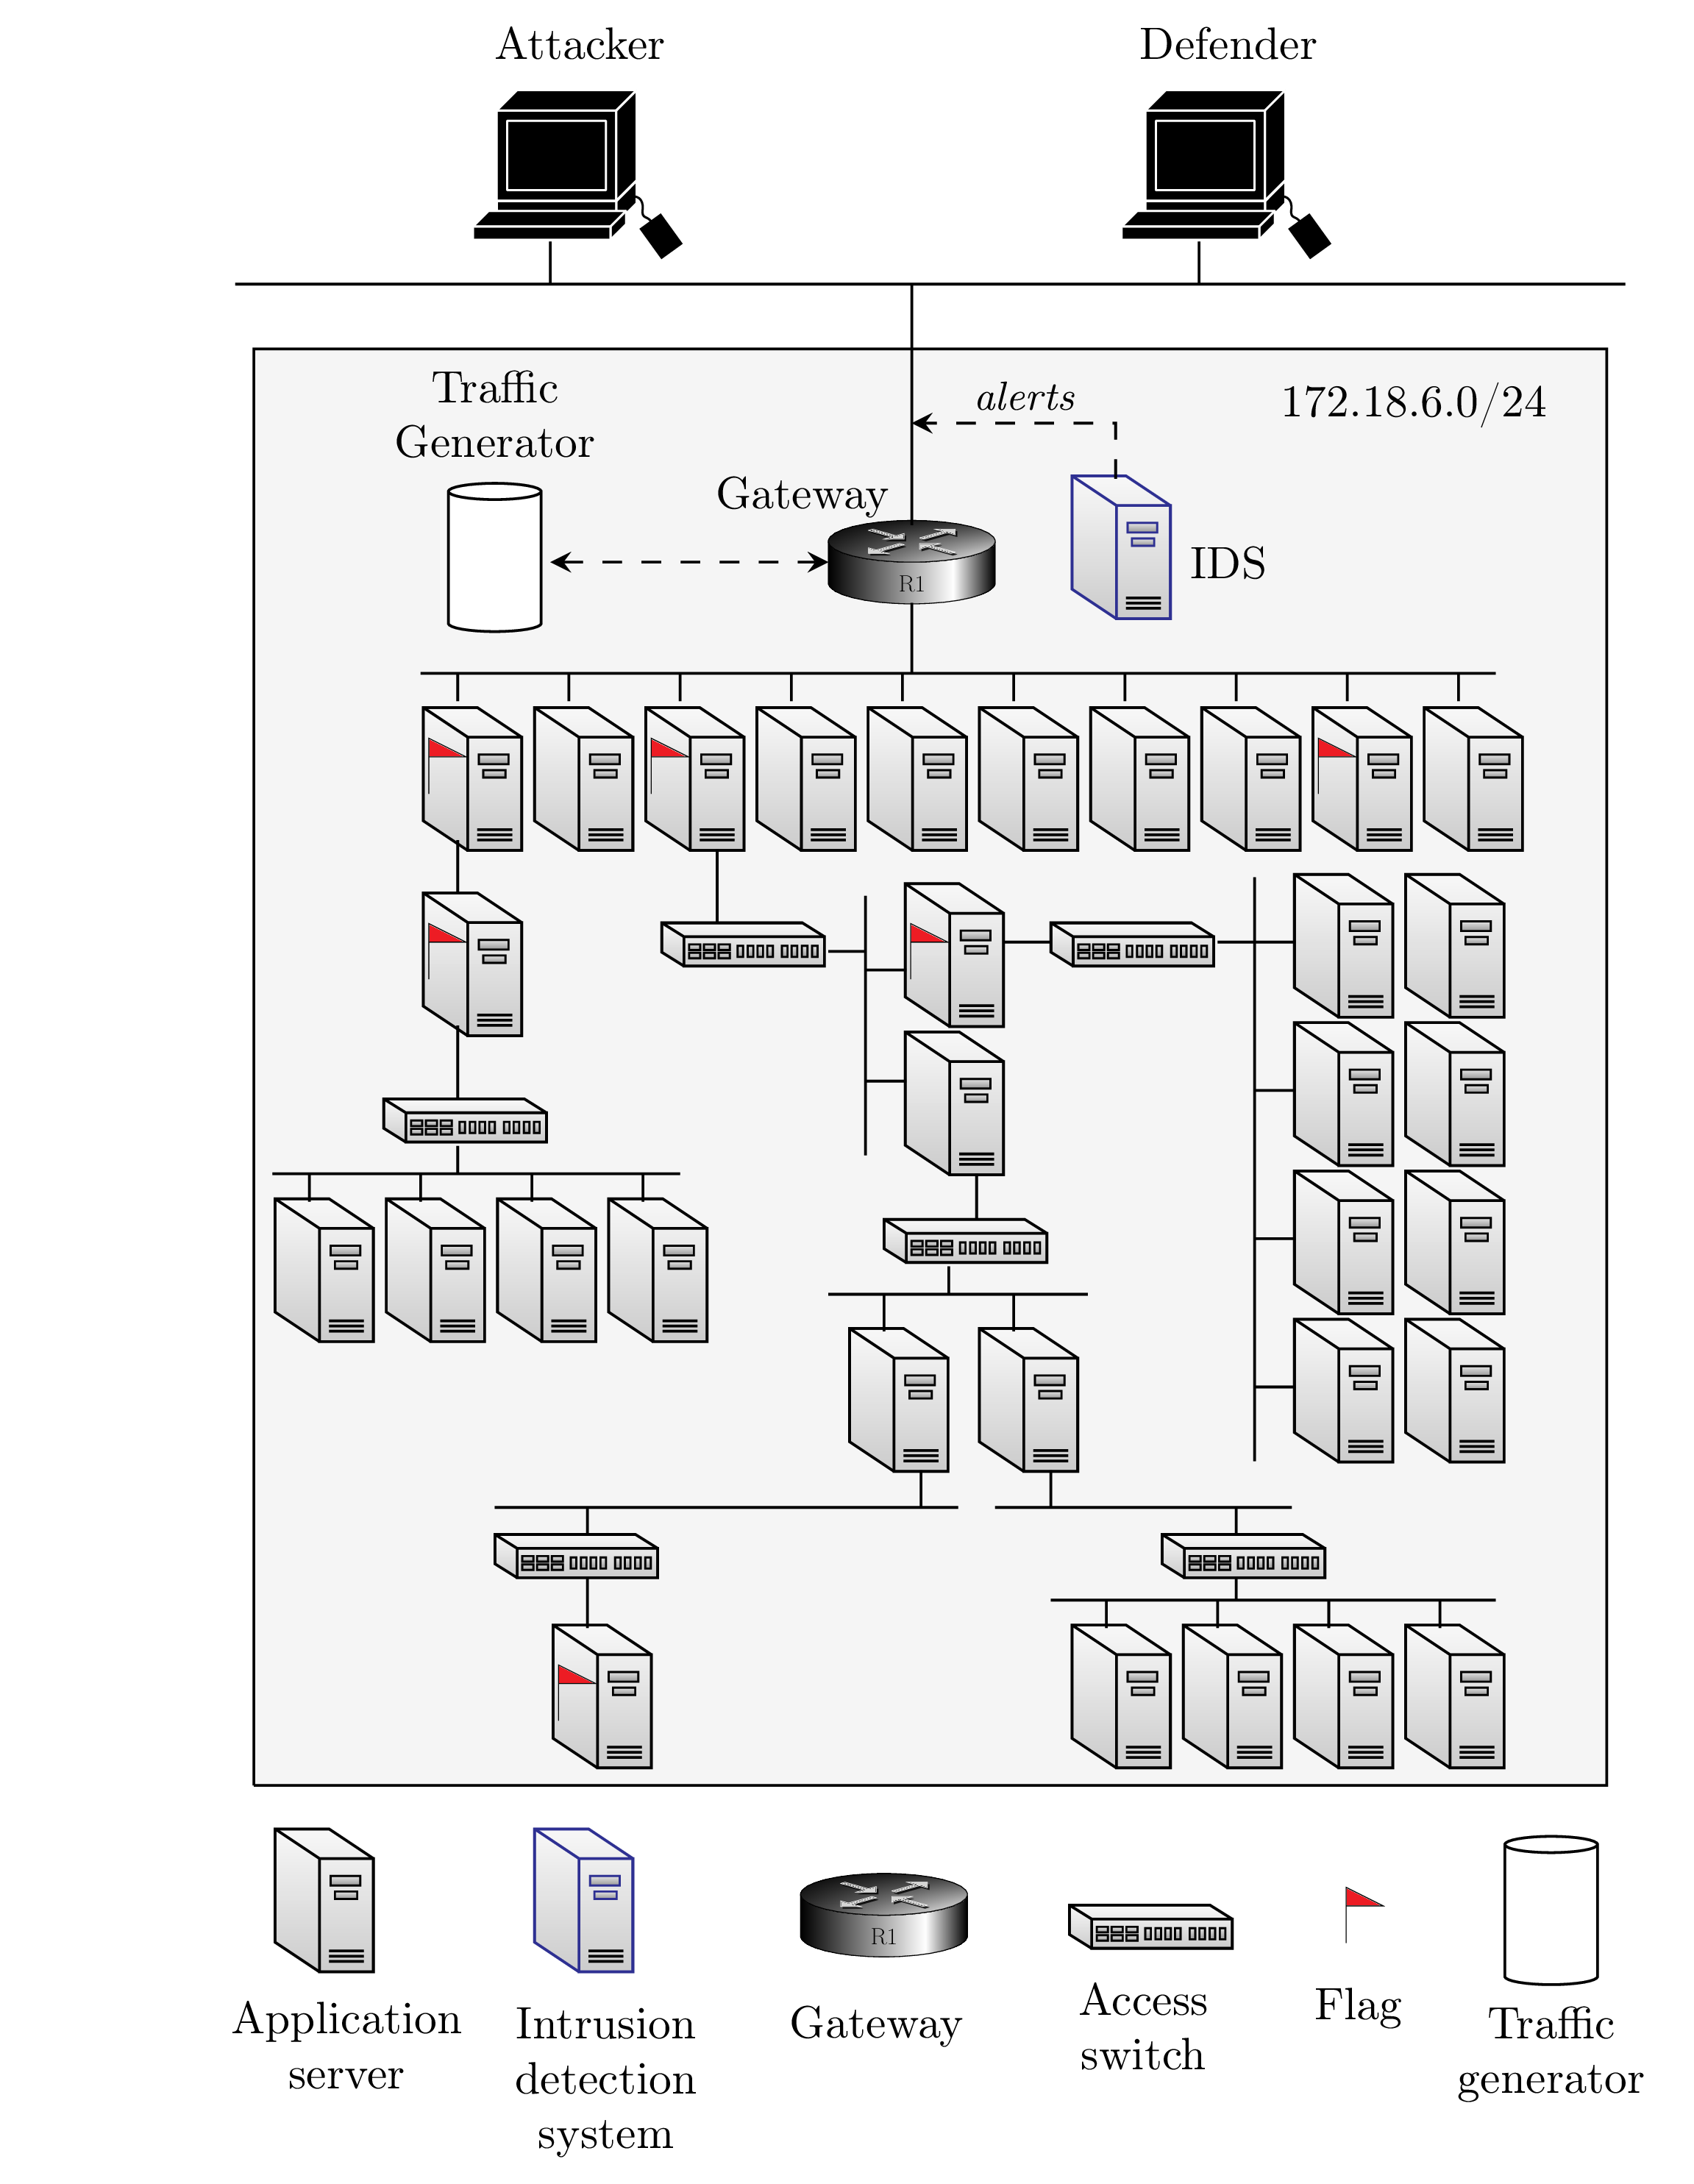 Attacker
Defender
Traffic
Generator
alerts
172.18.6.0/24
Gateway
R1
IDS
R1
Application
server
Intrusion
detection
system
Gateway
Access
switch
Flag
Traffic
generator